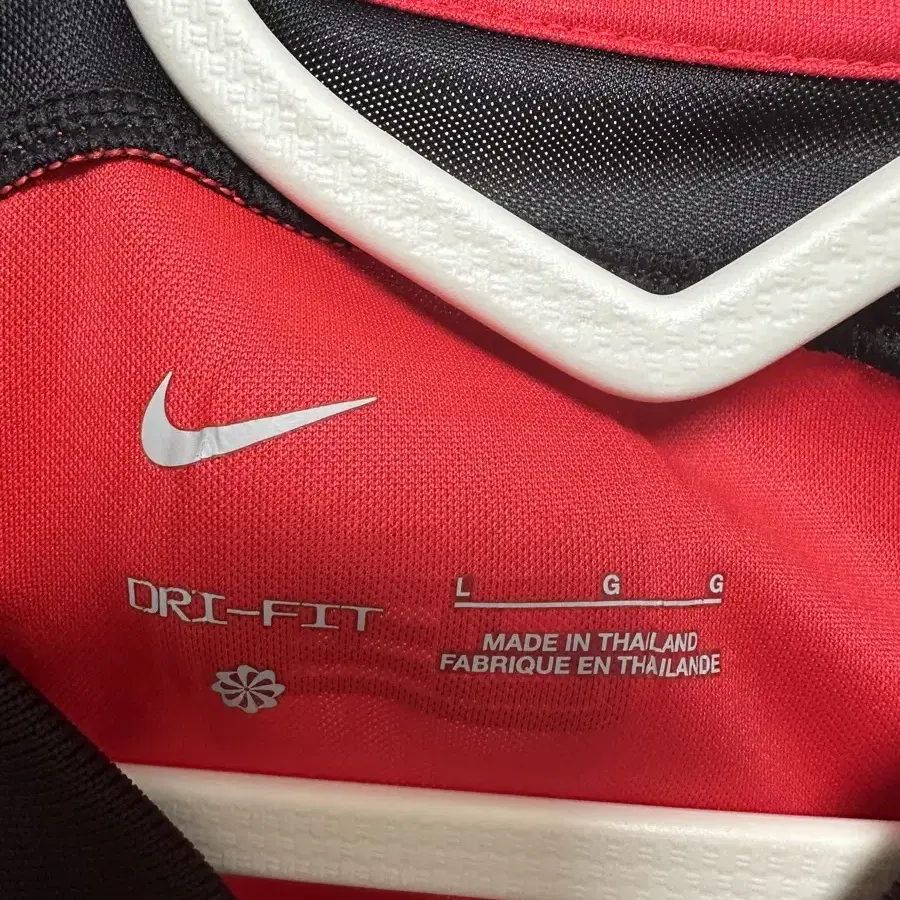 DRI-FIT
L G G
MADE IN THAILAND
FABRIQUE EN THAILANDE